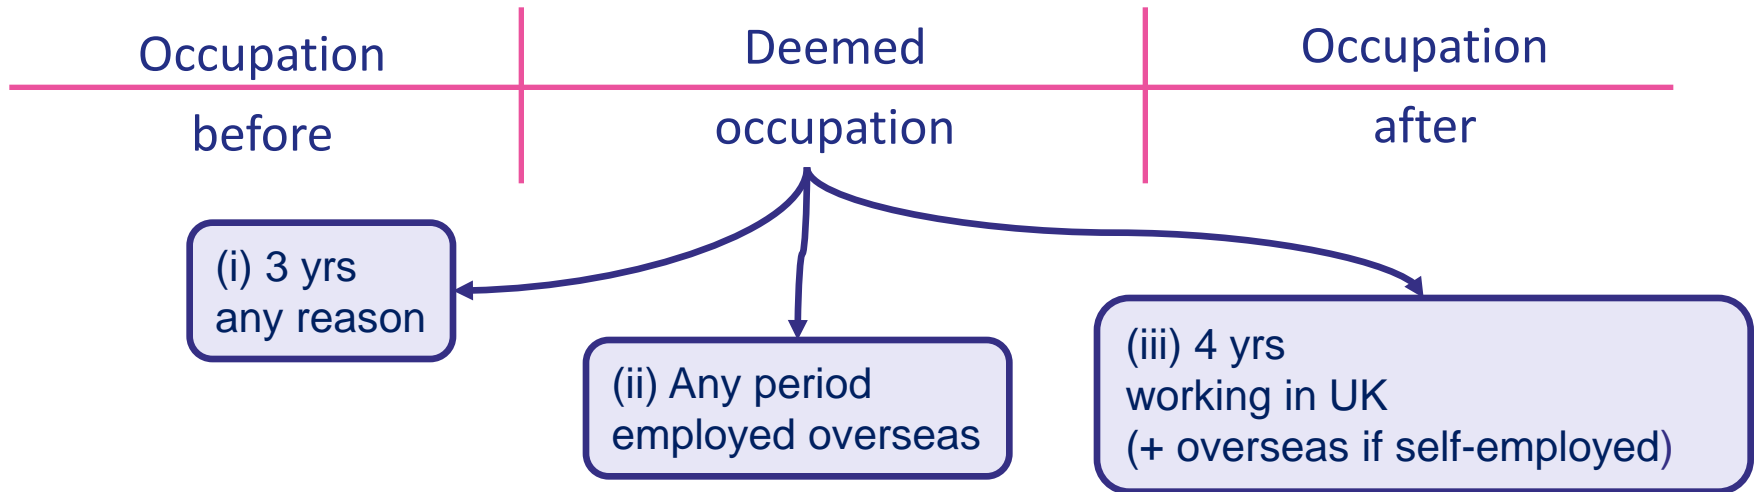 Occupation
before
Deemed
occupation
Occupation
after
(i) 3 yrs
any reason
(ii) Any period
employed overseas
(iii) 4 yrs
working in UK
(+ overseas if self-employed)